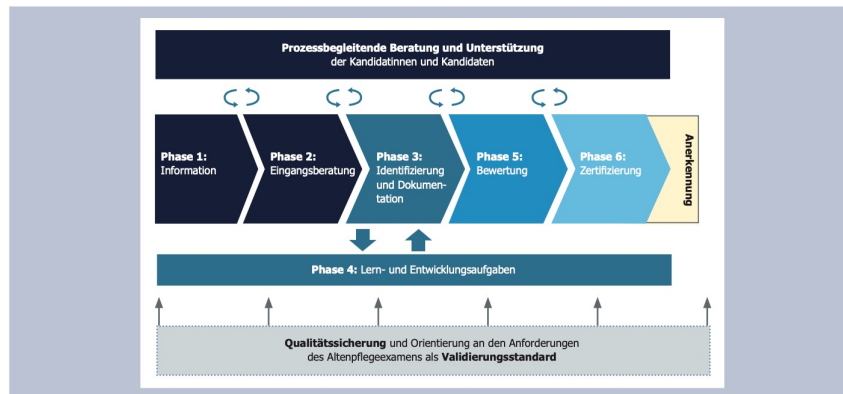 Prozessbegleitende Beratung und Unterstützung
der Kandidatinnen und Kandidaten
Phase 1:
Information
Phase 2:
Eingangsberatung
Phase 3:
Identifizierung
und Dokumen-
tation
Phase 5:
Bewertung
Phase 6:
Zertifizierung
Anerkennung
Phase 4: Lern- und Entwicklungsaufgaben
Qualitätssicherung und Orientierung an den Anforderungen
des Altenpflegeexamens als Validierungsstandard